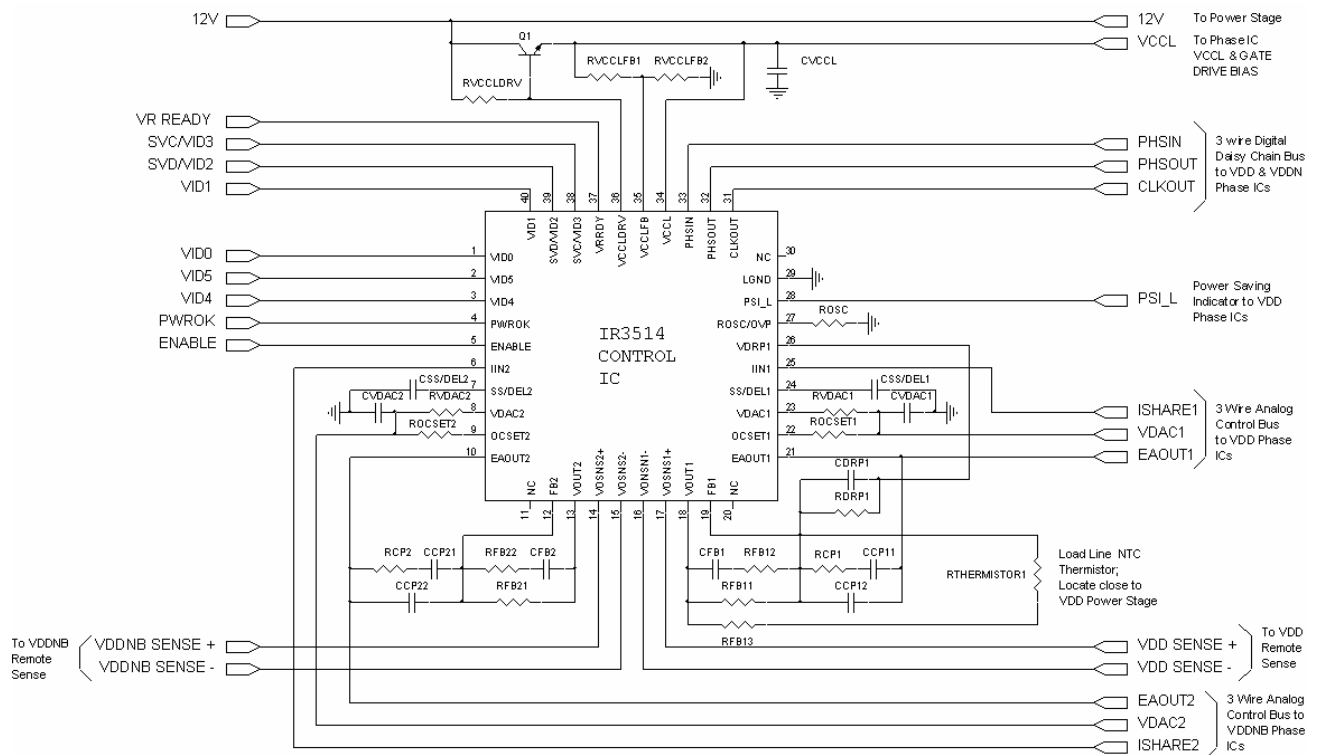 12V
12V
To Power Stage
Q1
VCCL
To Phase IC
VCCL & GATE
DRIVE BIAS
RVCCLFB1
RVCCLFB2
CVCCL
RVCCLDRV
VR READY
SVC/VID3
SVD/VID2
VID1
PHSIN
PHSOUT
CLKOUT
3 wire Digital
Daisy Chain Bus
to VDD & VDDN
Phase ICs
40
39
38
37
36
35
34
33
32
31
VID1
SVD/VID2
SVC/VID3
VRRDY
VCCLDRV
VCCLFB
VCCL
PHSIN
PHSOUT
CLKOUT
VID0
1
VID0
NC
30
VID5
2
VID5
LGND
29
VID4
3
VID4
PSI_L
28
PSI_L
Power Saving
Indicator to VDD
Phase ICs
PWROK
4
PWROK
ROSC/OVP
27
ROSC
ENABLE
5
ENABLE
VDRP1
26
IR3514
CONTROL
IC
6
IIN2
IIN1
25
CSS/DEL2
7
SS/DEL2
SS/DEL1
24
CSS/DEL1
CVDAC2
RVDAC2
8
VDAC2
VDAC1
23
RVDAC1
CVDAC1
ROCSET2
9
OCSET2
OCSET1
22
ROCSET1
10
EAOUT2
EAOUT1
21
ISHARE1
VDAC1
EAOUT1
3 Wire Analog
Control Bus
to VDD Phase
ICs
NC
FB2
VOUT2
VOSNS2+
VOSNS2-
VONSN1-
VOSNS1+
VOUT1
FB1
NC
11
12
13
14
15
16
17
18
19
20
CDRP1
RDRP1
RCP2
CCP21
RFB22
CFB2
CCP22
RFB21
CFB1
RFB12
RCP1
CCP11
RFB11
CCP12
RFB13
RTHERMISTOR1
Load Line NTC
Thermistor;
Locate close to
VDD Power Stage
To VDDNB
Remote
Sense
VDDNB SENSE +
VDDNB SENSE -
VDD SENSE +
VDD SENSE -
To VDD
Remote
Sense
EAOUT2
VDAC2
ISHARE2
3 Wire Analog
Control Bus to
VDDNB Phase
ICs